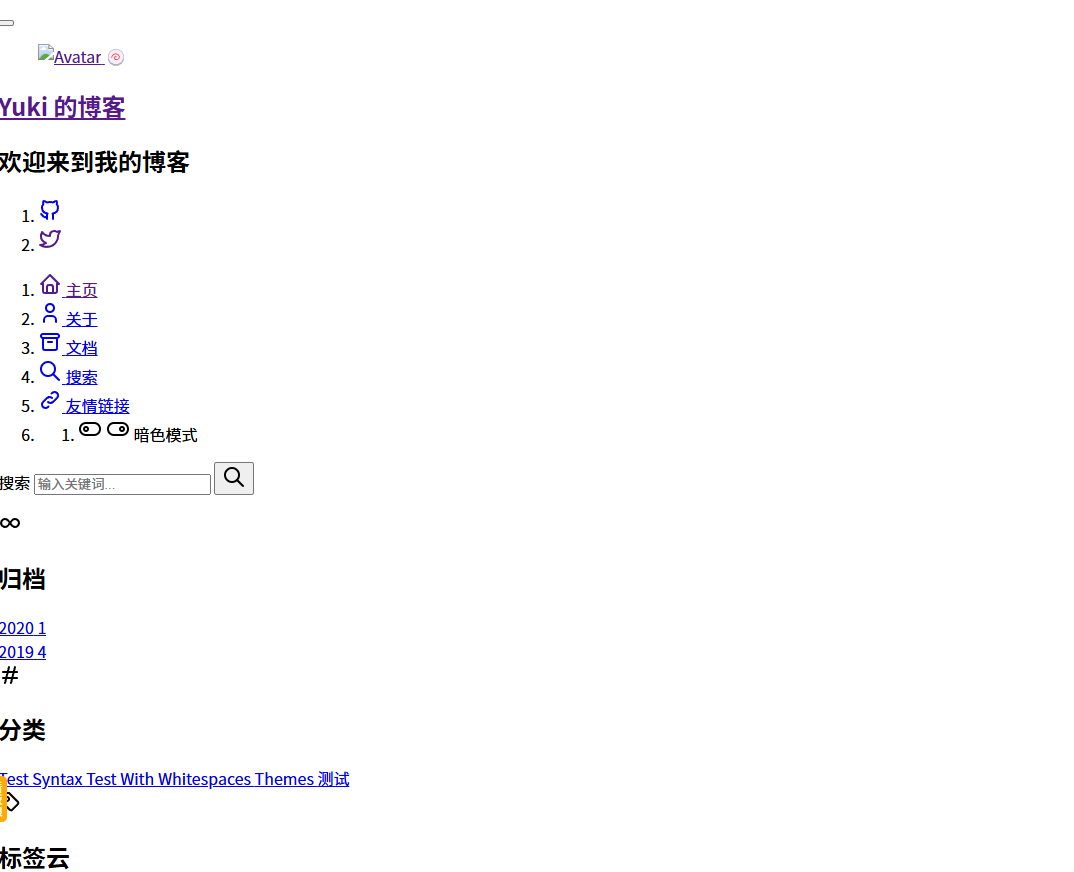 Avatar 🍥
Yuki 的博客
欢迎来到我的博客
1.
2.
1. 主页
2. 关于
3. 文档
4. 搜索
5. 友情链接
6. 1. 暗色模式
搜索 输入关键词...
归档
2020 1
2019 4
分类
Test Syntax Test With Whitespaces Themes 测试
标签云